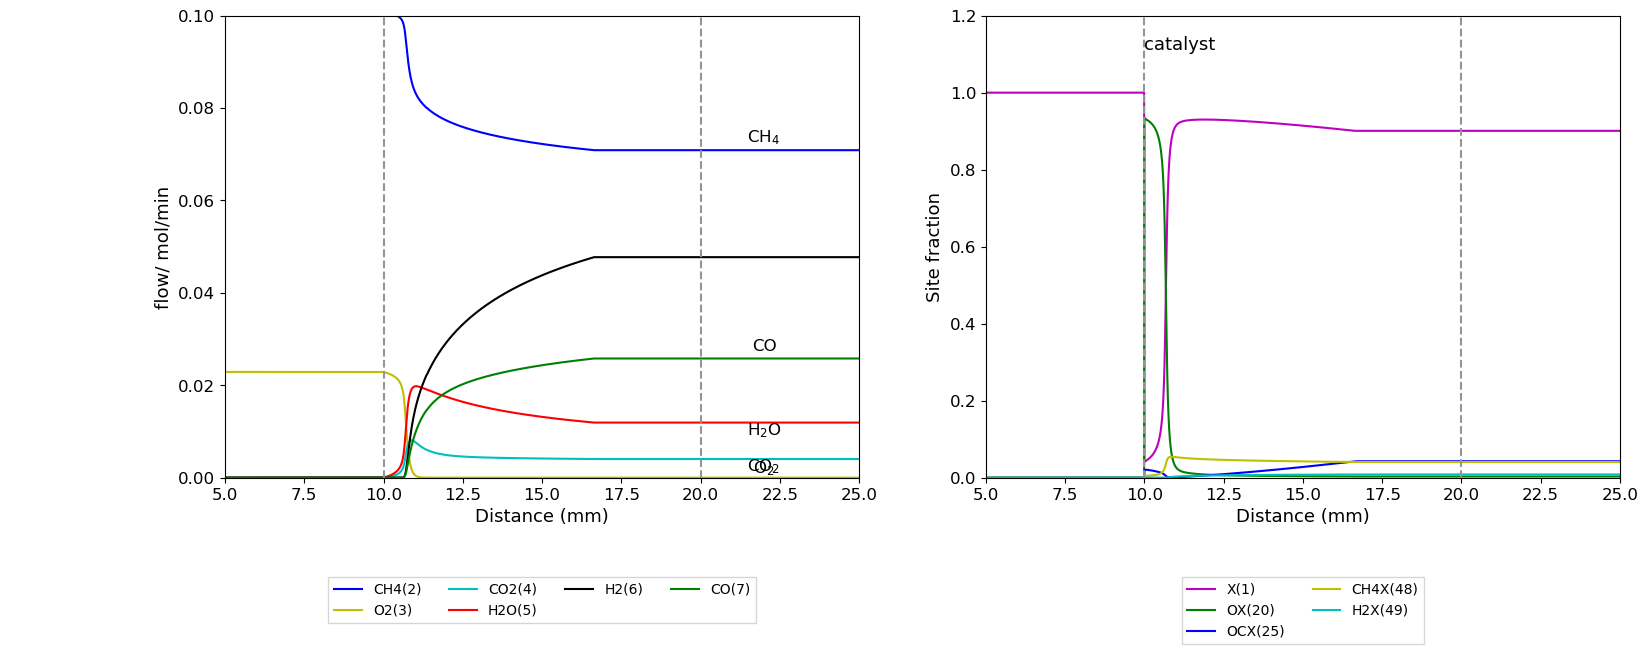 0.10
0.08
0.06
0.04
0.02
0.00
flow/ mol/min
CH₄
CO
H₂O
CO₂
O₂
5.0 7.5 10.0 12.5 15.0 17.5 20.0 22.5 25.0
Distance (mm)
CH4(2) CO2(4) H2(6) CO(7)
O2(3) H2O(5)
1.2
1.0
0.8
0.6
0.4
0.2
0.0
Site fraction
catalyst
5.0 7.5 10.0 12.5 15.0 17.5 20.0 22.5 25.0
Distance (mm)
X(1) CH4X(48)
OX(20) H2X(49)
OCX(25)